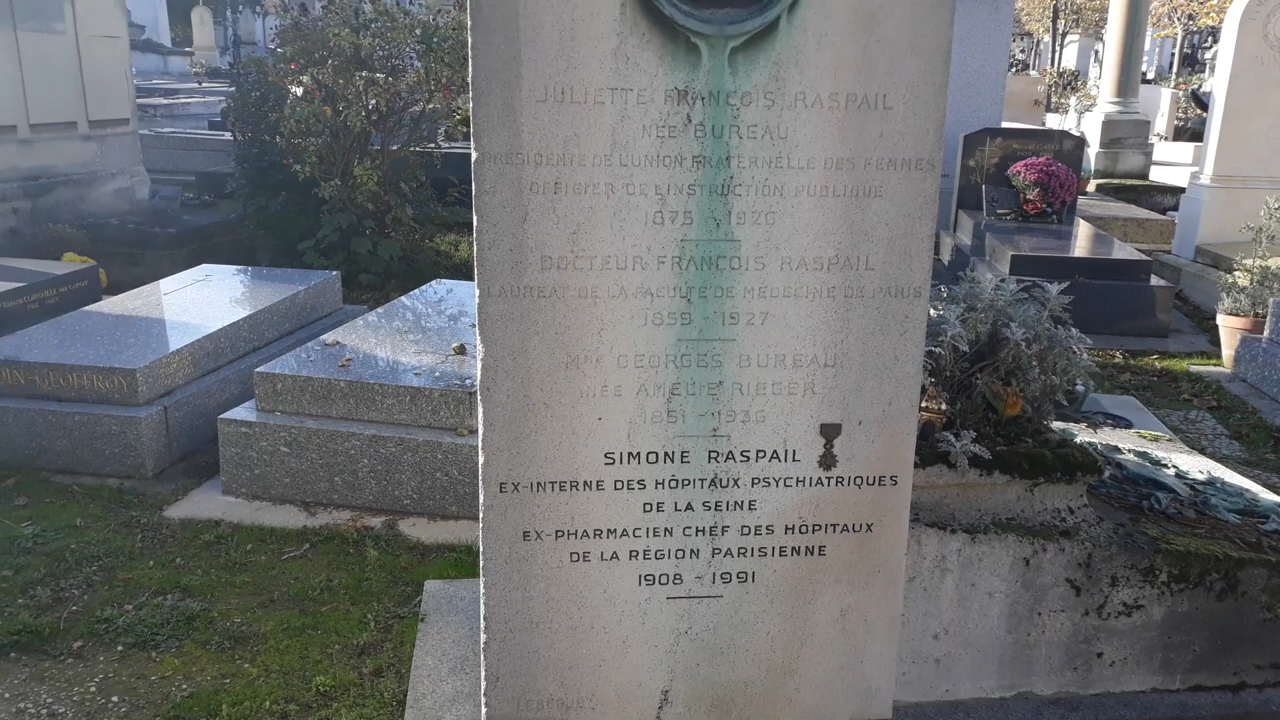 JULIETTE FRANÇOIS RASPAIL
NÉE BUREAU
PRÉSIDENTE DE L'UNION FRATERNELLE DES FEMMES
OFFICIER DE L'INSTRUCTION PUBLIQUE
1875 - 1926
DOCTEUR FRANÇOIS RASPAIL
LAURÉAT DE LA FACULTÉ DE MÉDECINE DE PARIS
1859 - 1927
MME GEORGES BUREAU
NÉE AMÉLIE RIEGER
1851 - 1936
SIMONE RASPAIL
EX-INTERNE DES HÔPITAUX PSYCHIATRIQUES
DE LA SEINE
EX-PHARMACIEN CHEF DES HÔPITAUX
DE LA RÉGION PARISIENNE
1908 - 1991
-GEOFFROY